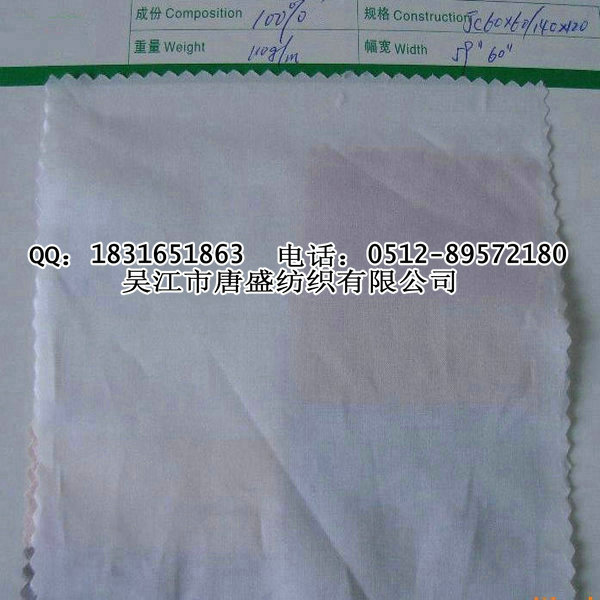 成份 Composition 100% 规格 Construction JC60x60/140x120
重量 Weight 110g/m 幅宽 Width 59" 60"
QQ: 1831651863 电话: 0512-89572180
吴江市唐盛纺织有限公司